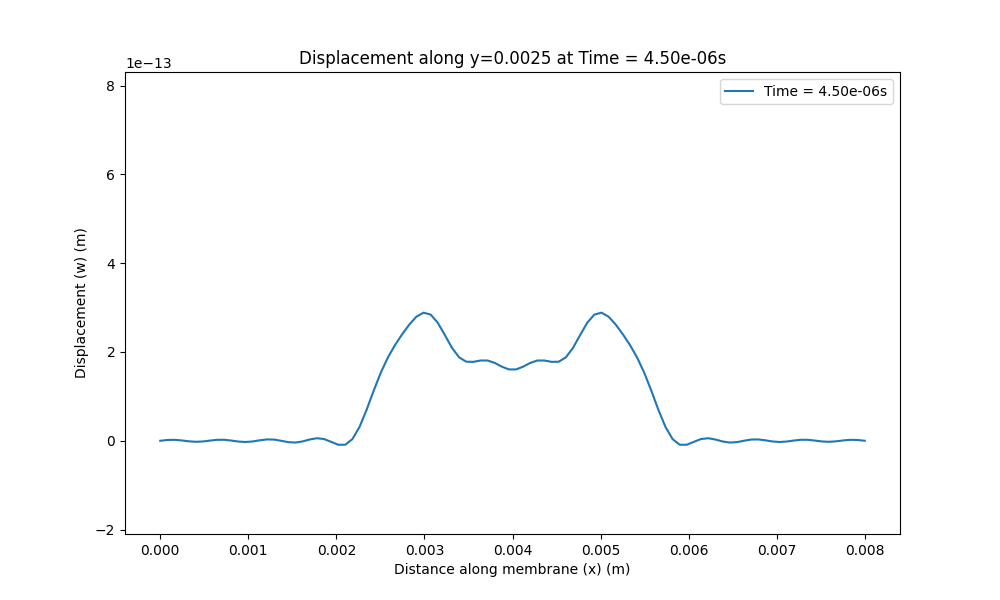 Displacement along y=0.0025 at Time = 4.50e-06s
1e−13
Time = 4.50e-06s
8
6
4
2
0
−2
Displacement (w) (m)
0.000 0.001 0.002 0.003 0.004 0.005 0.006 0.007 0.008
Distance along membrane (x) (m)